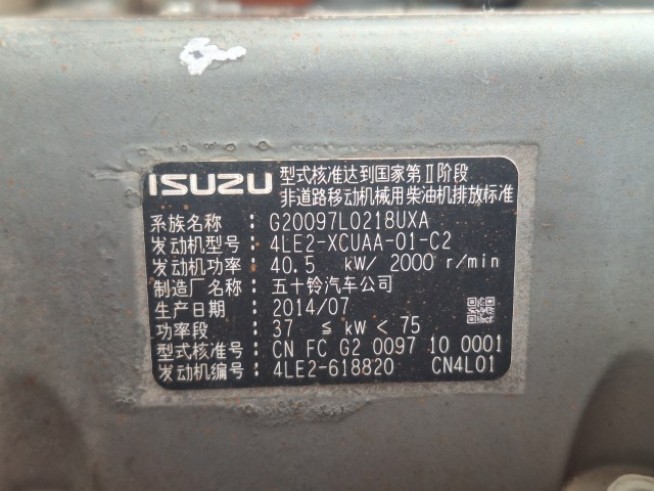 ISUZU 型式核准达到国家第Ⅱ阶段
非道路移动机械用柴油机排放标准
系族名称：G20097L0218UXA
发动机型号：4LE2-XCUAA-01-C2
发动机功率：40.5 kW/ 2000 r/min
制造厂名称：五十铃汽车公司
生产日期：2014/07
功率段：37 ≤ kW < 75
型式核准号：CN FC G2 0097 10 0001
发动机编号：4LE2-618820 CN4L01